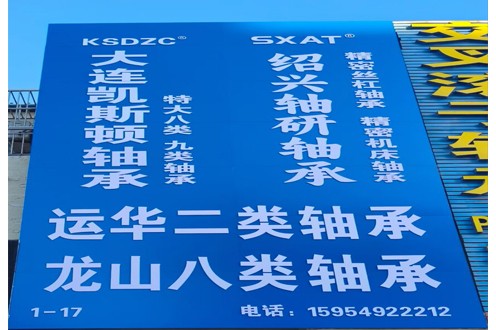 KSDZC®
大连凯斯顿轴承
特大八类 九类轴承
SXAT®
绍兴轴研轴承
精密丝杠轴承 精密机床轴承
运华二类轴承
龙山八类轴承
1-17
电话：15954922212